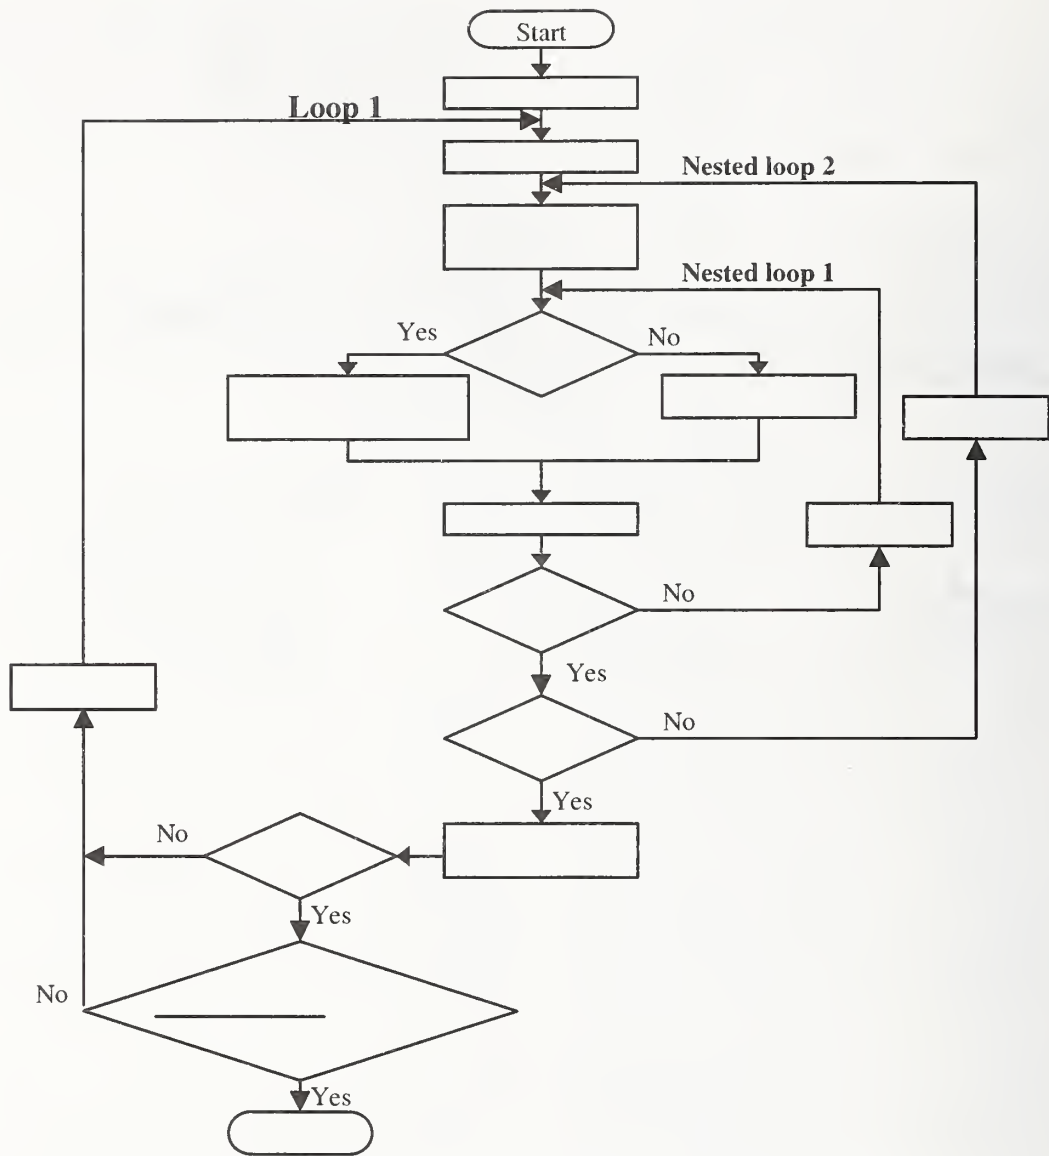 Start
Loop 1
Nested loop 2
Nested loop 1
Yes
No
No
Yes
No
Yes
No
Yes
No
Yes